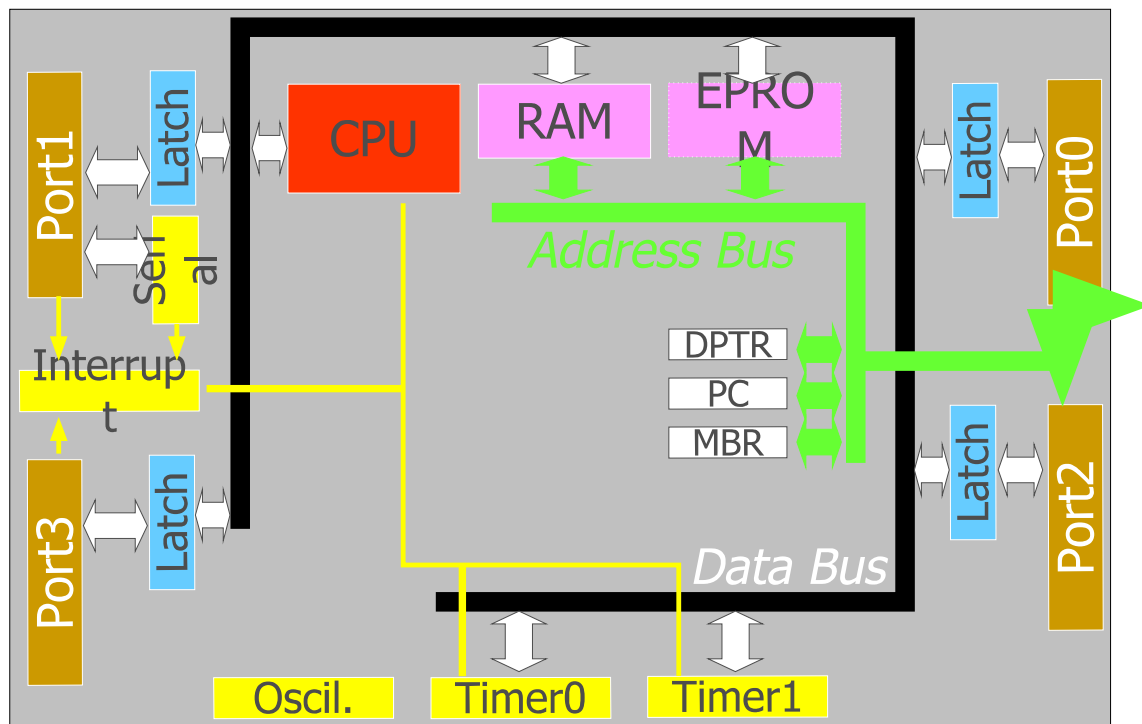 Port1
Latch
CPU
RAM
EPRO
M
Latch
Port0
Seri
al
Address Bus
Interrup
t
DPTR
PC
MBR
Port3
Latch
Latch
Port2
Data Bus
Oscil.
Timer0
Timer1